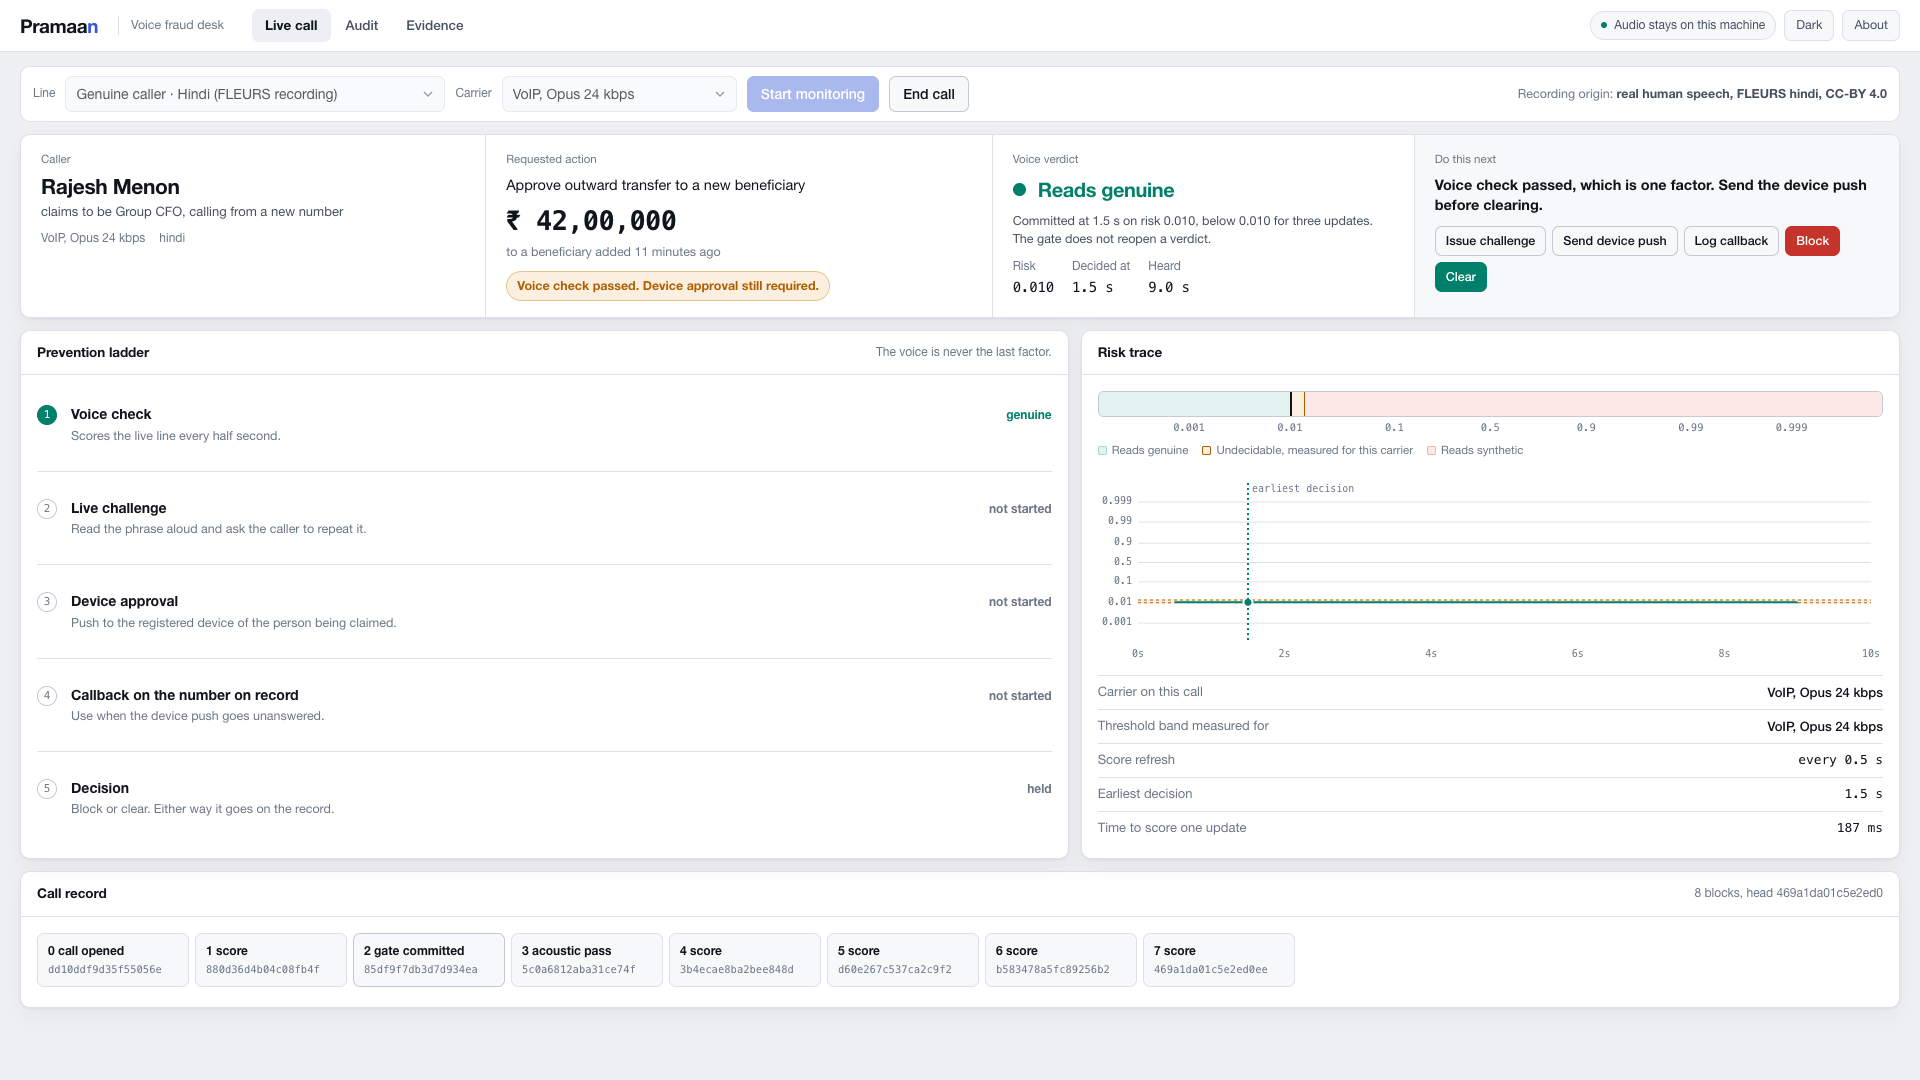 Pramaan
Voice fraud desk
Live call
Audit
Evidence
Audio stays on this machine
Dark
About
Line
Genuine caller · Hindi (FLEURS recording)
Carrier
VoIP, Opus 24 kbps
Start monitoring
End call
Recording origin: real human speech, FLEURS hindi, CC-BY 4.0
Caller
Rajesh Menon
claims to be Group CFO, calling from a new number
VoIP, Opus 24 kbps hindi
Requested action
Approve outward transfer to a new beneficiary
₹ 42,00,000
to a beneficiary added 11 minutes ago
Voice check passed. Device approval still required.
Voice verdict
Reads genuine
Committed at 1.5 s on risk 0.010, below 0.010 for three updates.
The gate does not reopen a verdict.
Risk Decided at Heard
0.010 1.5 s 9.0 s
Do this next
Voice check passed, which is one factor. Send the device push
before clearing.
Issue challenge
Send device push
Log callback
Block
Clear
Prevention ladder
The voice is never the last factor.
1 Voice check genuine
Scores the live line every half second.
2 Live challenge not started
Read the phrase aloud and ask the caller to repeat it.
3 Device approval not started
Push to the registered device of the person being claimed.
4 Callback on the number on record not started
Use when the device push goes unanswered.
5 Decision held
Block or clear. Either way it goes on the record.
Risk trace
0.001 0.01 0.1 0.5 0.9 0.99 0.999
Reads genuine Undecidable, measured for this carrier Reads synthetic
earliest decision
0.999
0.99
0.9
0.5
0.1
0.01
0.001
0s 2s 4s 6s 8s 10s
Carrier on this call VoIP, Opus 24 kbps
Threshold band measured for VoIP, Opus 24 kbps
Score refresh every 0.5 s
Earliest decision 1.5 s
Time to score one update 187 ms
Call record
8 blocks, head 469a1da01c5e2ed0
0 call opened
dd10ddf9d35f55056e
1 score
880d36d4b04c08fb4f
2 gate committed
85df9f7db3d7d934ea
3 acoustic pass
5c0a6812aba31ce74f
4 score
3b4ecae8ba2bee848d
5 score
d60e267c537ca2c9f2
6 score
b583478a5fc89256b2
7 score
469a1da01c5e2ed0ee